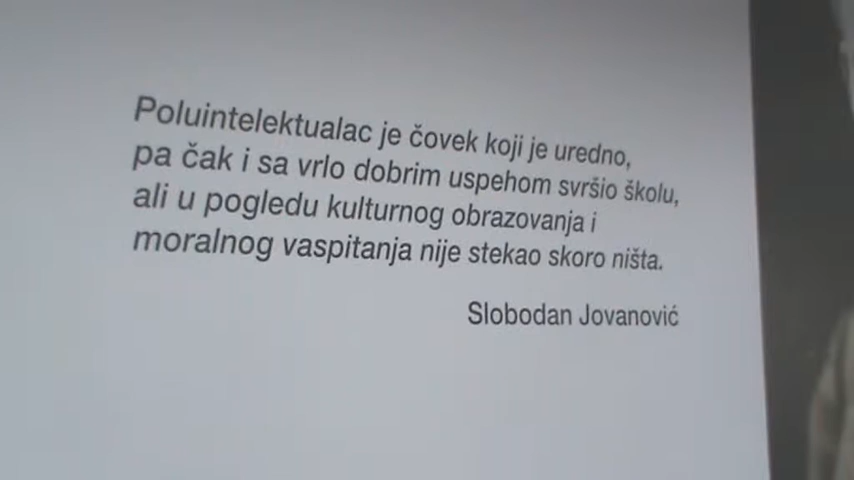 Poluintelektualac je čovek koji je uredno,
pa čak i sa vrlo dobrim uspehom svršio školu,
ali u pogledu kulturnog obrazovanja i
moralnog vaspitanja nije stekao skoro ništa.
Slobodan Jovanović